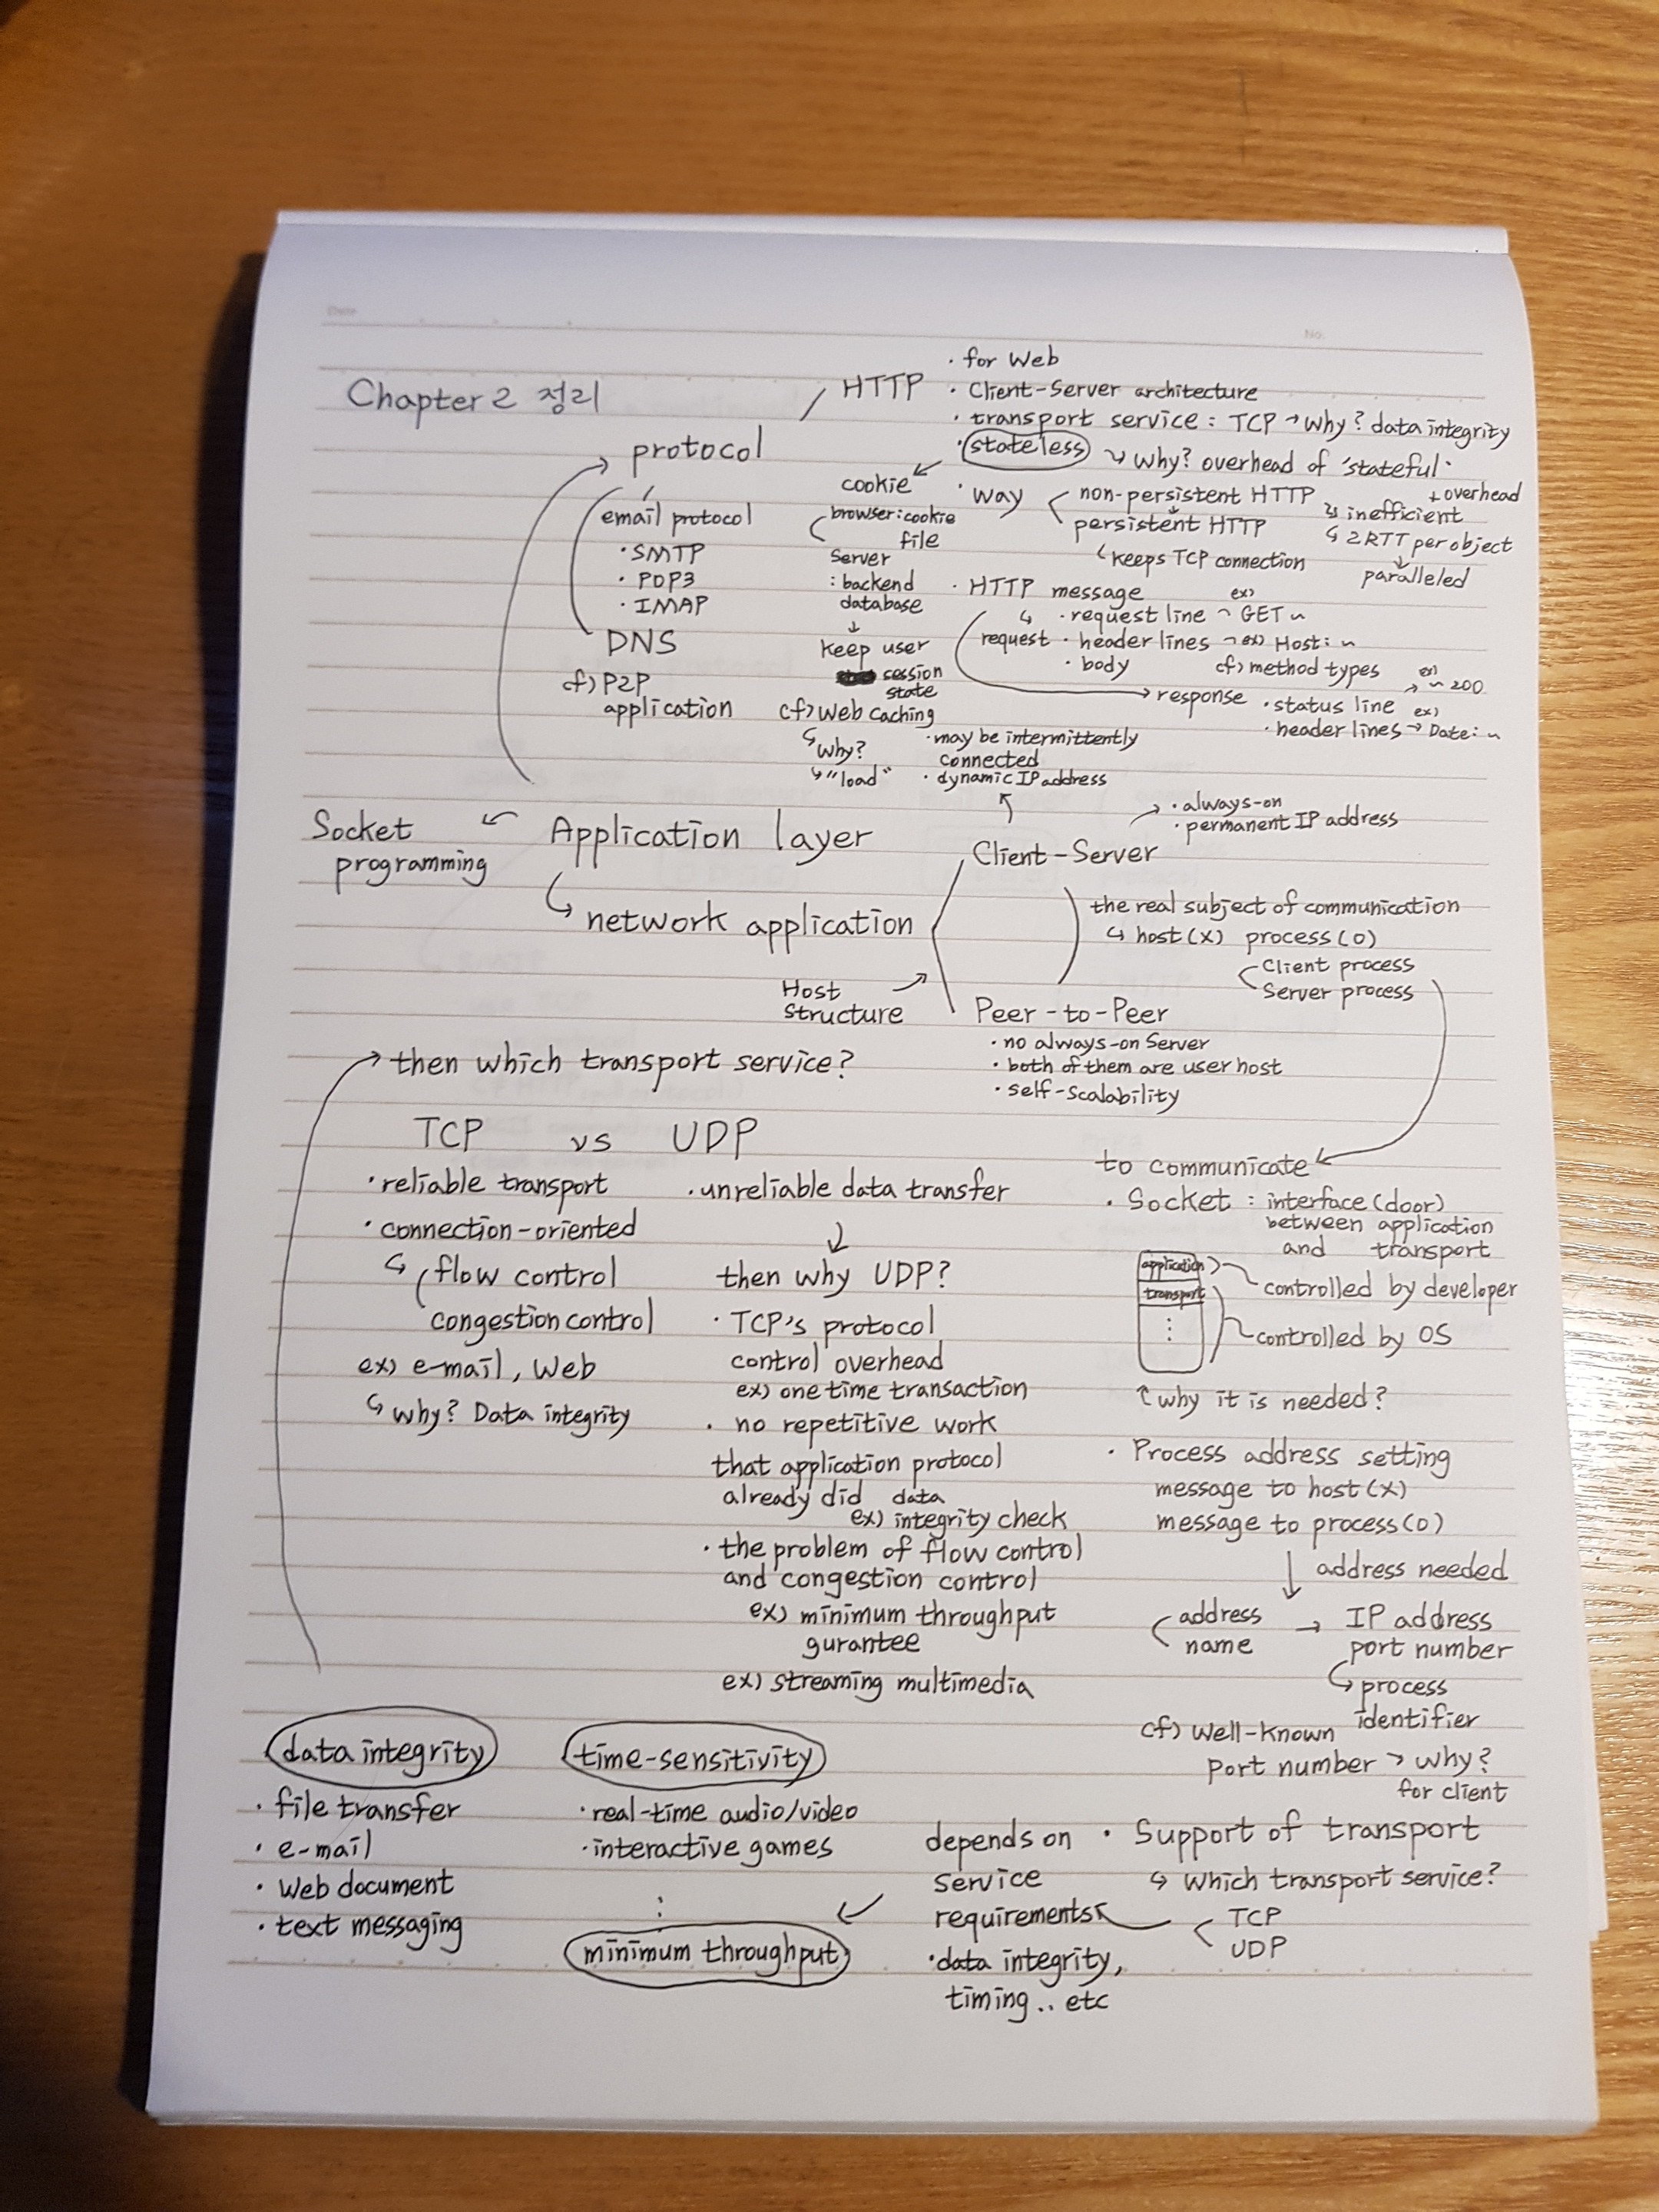 Date
No.
Chapter 2 정리
protocol
email protocol
· SMTP
· POP3
· IMAP
DNS
cf) P2P
application
HTTP
· for Web
· Client-Server architecture
· transport service : TCP → Why? data integrity
· stateless → Why? overhead of 'stateful'
cookie
browser : cookie
file
Server
: backend
database
↓
keep user
session
state
cf) Web caching
↳ Why?
↳ "load"
· way
non-persistent HTTP
persistent HTTP
↳ keeps TCP connection
+ overhead
↳ inefficient
↳ 2RTT per object
↓
paralleled
· HTTP message
request
· request line ex) GET ~
· header lines → ex) Host : ~
· body
cf) method types
response
· status line ex) ~ 200
· header lines → ex) Date : ~
Socket
programming
Application layer
network application
Host
Structure
· may be intermittently
connected
· dynamic IP address
· always-on
· permanent IP address
Client-Server
the real subject of communication
↳ host (X) process (O)
Client process
Server process
Peer-to-Peer
· no always-on Server
· both of them are user host
· self-scalability
→ then which transport service?
TCP vs UDP
· reliable transport
· connection-oriented
↳ flow control
congestion control
ex) e-mail, Web
↳ why? Data integrity
· unreliable data transfer
↓
then why UDP?
· TCP's protocol
control overhead
ex) one time transaction
· no repetitive work
that application protocol
already did
ex) data integrity check
· the problem of flow control
and congestion control
ex) minimum throughput
gurantee
ex) streaming multimedia
to communicate
· Socket : interface (door)
between application
and transport
application
transport
⋮
controlled by developer
controlled by OS
↑ why it is needed?
· Process address setting
message to host (X)
message to process (O)
↓ address needed
address → IP address
name port number
↳ process
identifier
cf) Well-known
port number → why?
for client
· Support of transport
↳ which transport service?
TCP
UDP
depends on
service
requirements
· data integrity,
timing .. etc
data integrity
· file transfer
· e-mail
· Web document
· text messaging
time-sensitivity
· real-time audio/video
· interactive games
⋮
minimum throughput